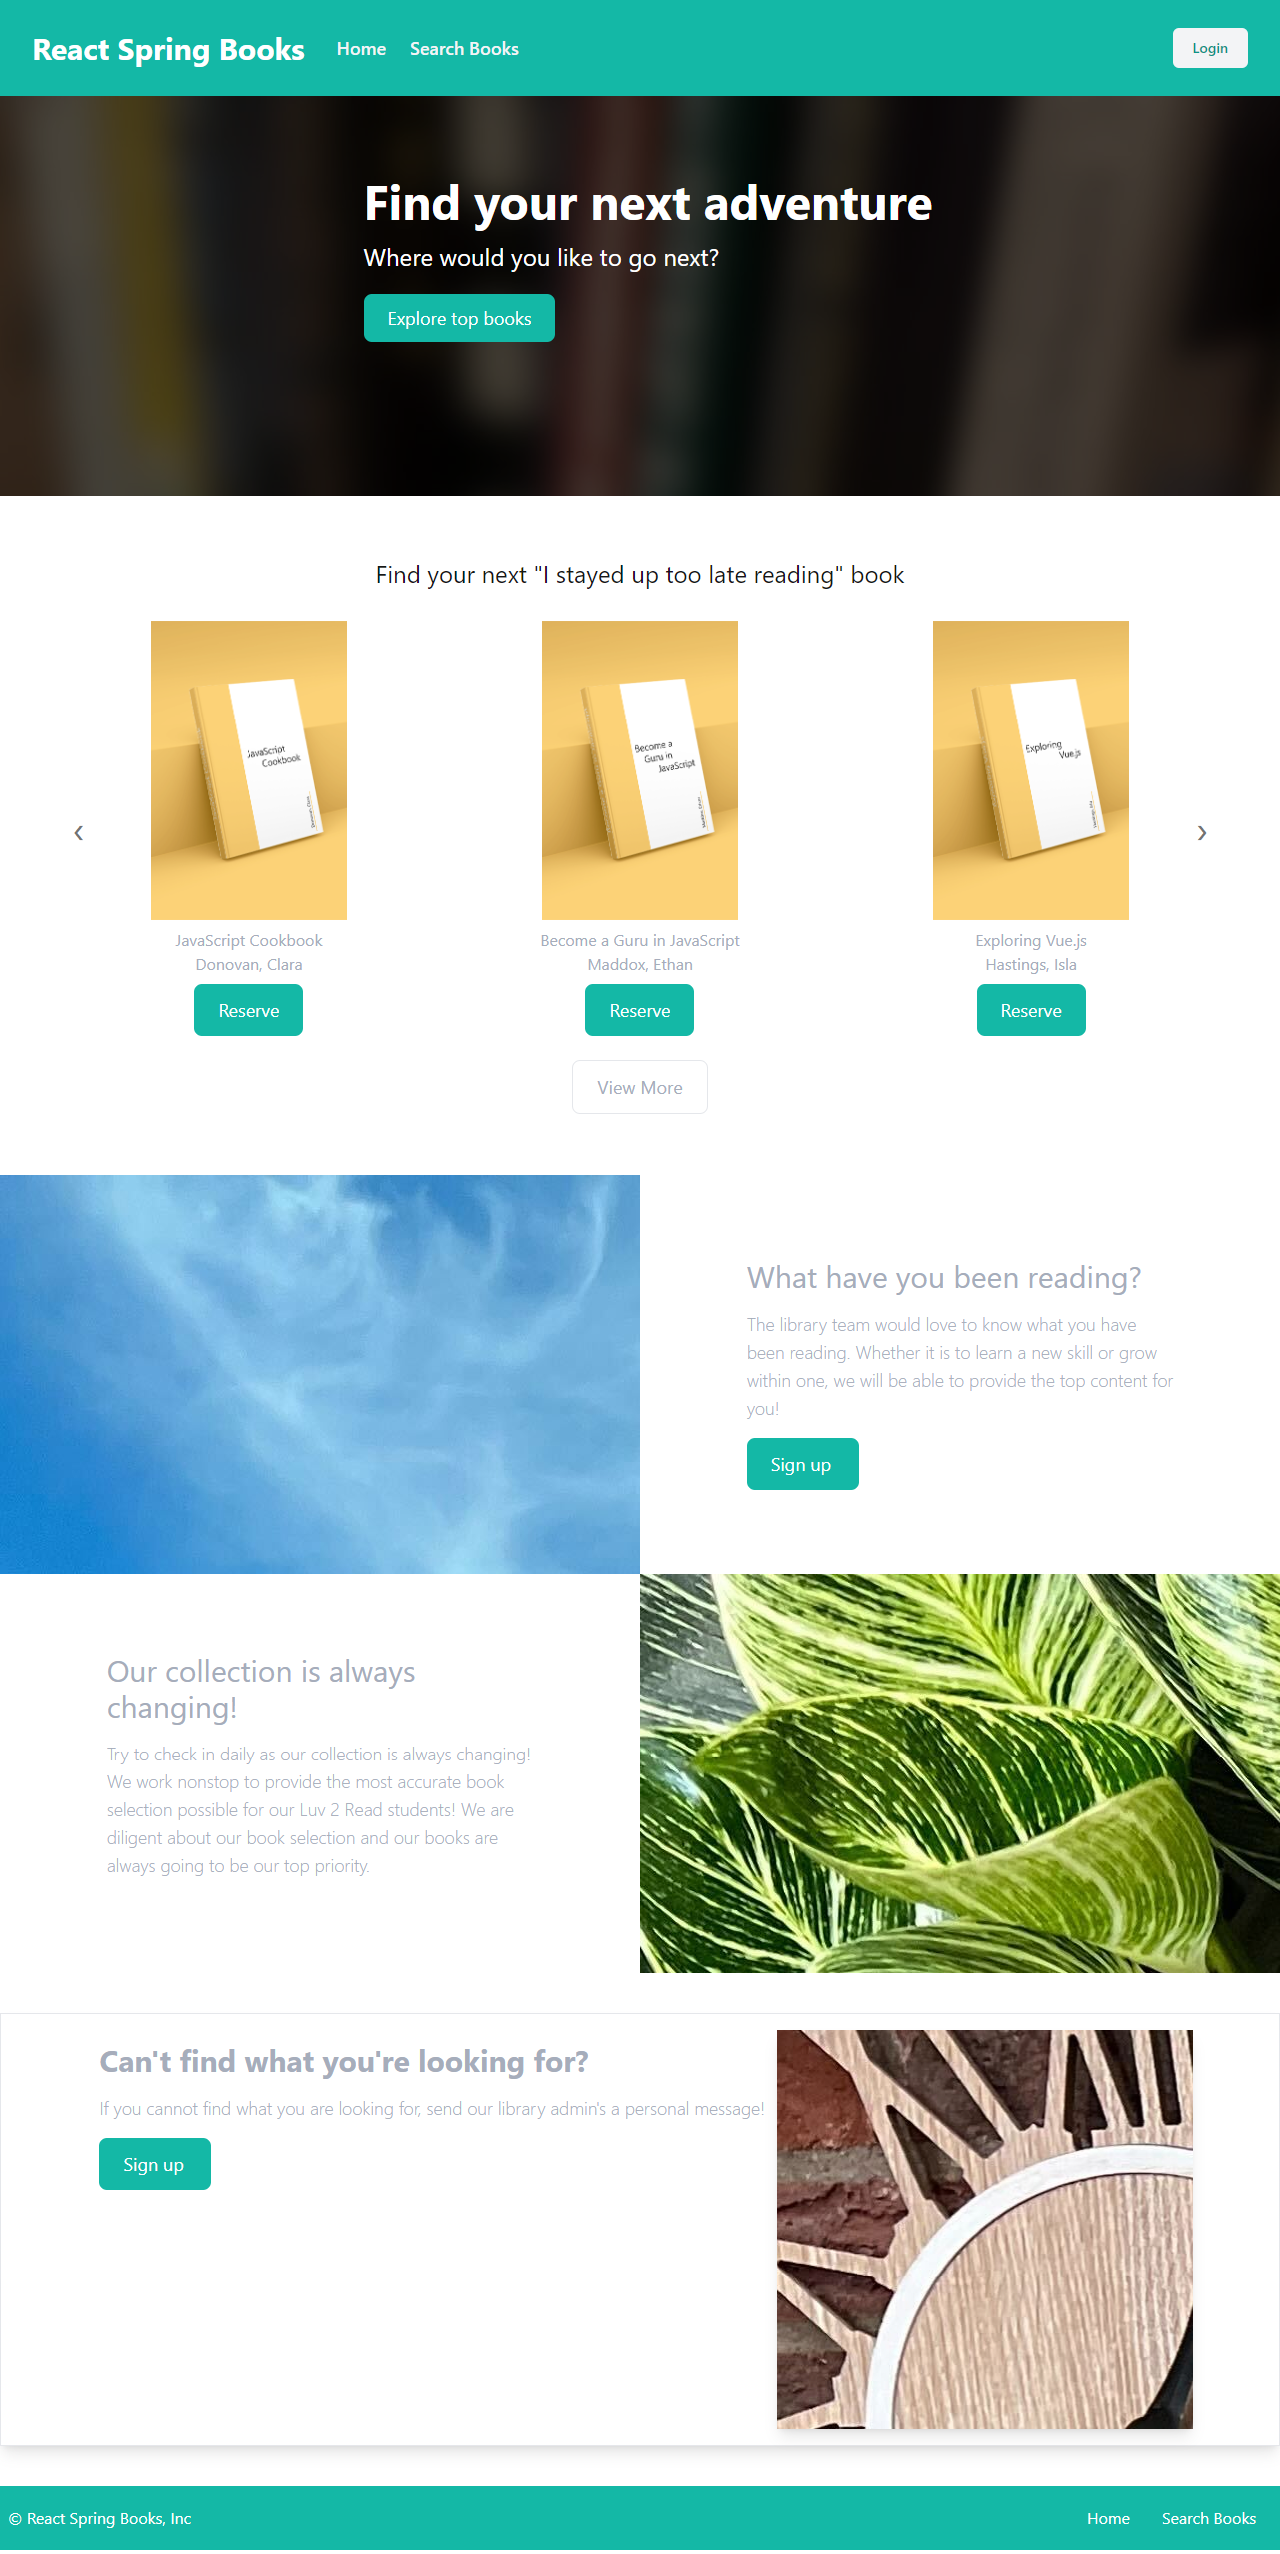 React Spring Books
Home
Search Books
Login
Find your next adventure
Where would you like to go next?
Explore top books
Find your next "I stayed up too late reading" book
JavaScript
Cookbook
Become a
Guru in
JavaScript
Exploring
Vue.js
‹
›
JavaScript Cookbook
Donovan, Clara
Reserve
Become a Guru in JavaScript
Maddox, Ethan
Reserve
Exploring Vue.js
Hastings, Isla
Reserve
View More
What have you been reading?
The library team would love to know what you have
been reading. Whether it is to learn a new skill or grow
within one, we will be able to provide the top content for
you!
Sign up
Our collection is always
changing!
Try to check in daily as our collection is always changing!
We work nonstop to provide the most accurate book
selection possible for our Luv 2 Read students! We are
diligent about our book selection and our books are
always going to be our top priority.
Can't find what you're looking for?
If you cannot find what you are looking for, send our library admin's a personal message!
Sign up
© React Spring Books, Inc
Home
Search Books